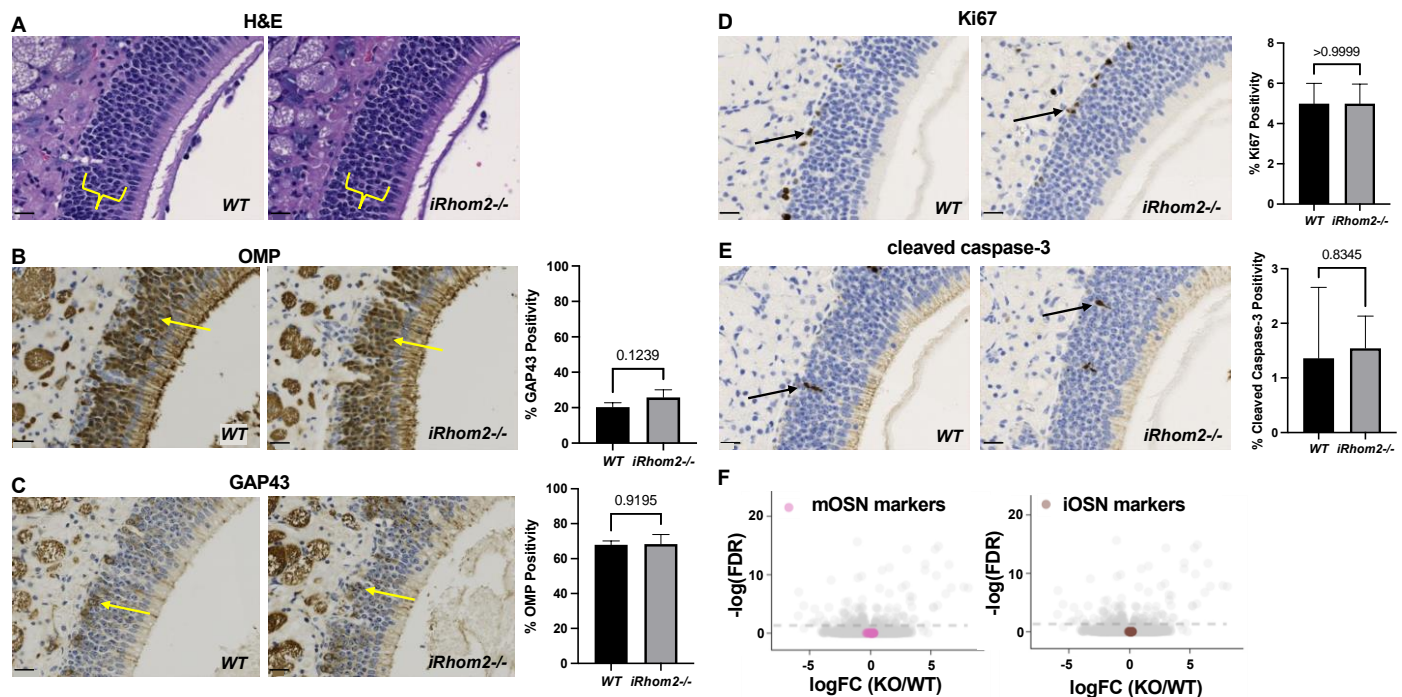 A
H&E
WT
iRhom2-/-
B
OMP
WT
iRhom2-/-
% GAP43 Positivity
100
80
60
40
20
0
0.1239
WT iRhom2-/-
C
GAP43
WT
iRhom2-/-
% OMP Positivity
100
80
60
40
20
0
0.9195
WT iRhom2-/-
D
Ki67
WT
iRhom2-/-
% Ki67 Positivity
8
6
4
2
0
>0.9999
WT iRhom2-/-
E
cleaved caspase-3
WT
iRhom2-/-
% Cleaved Caspase-3 Positivity
3
2
1
0
0.8345
WT iRhom2-/-
F
mOSN markers
-log(FDR)
20
10
0
-5 0 5
logFC (KO/WT)
iOSN markers
-log(FDR)
20
10
0
-5 0 5
logFC (KO/WT)